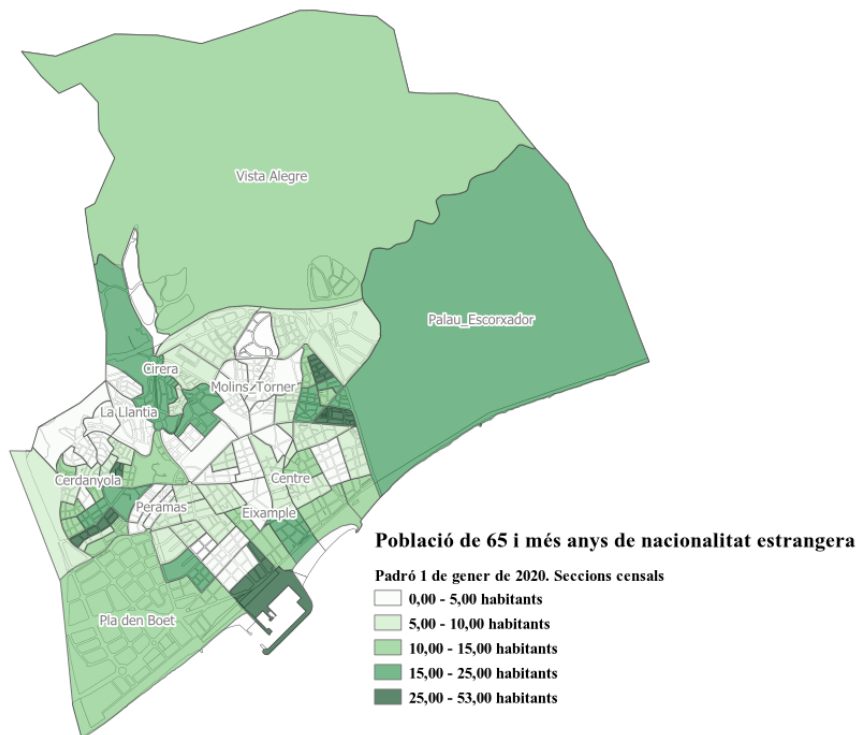 Vista Alegre
Palau_Escorxador
Cirera
Molins_Torner
La Llantia
Cerdanyola
Centre
Peramas
Eixample
Pla den Boet
Població de 65 i més anys de nacionalitat estrangera
Padró 1 de gener de 2020. Seccions censals
0,00 - 5,00 habitants
5,00 - 10,00 habitants
10,00 - 15,00 habitants
15,00 - 25,00 habitants
25,00 - 53,00 habitants